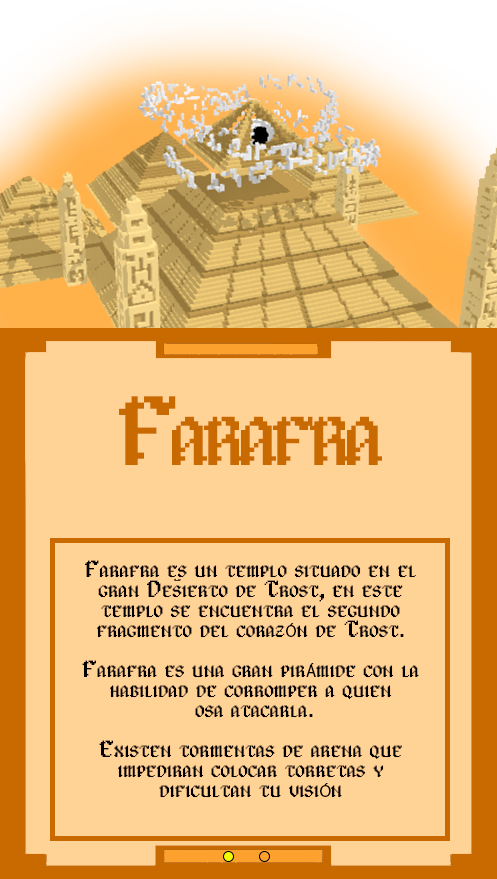 Farafra
Farafra es un templo situado en el
gran Desierto de Trost, en este
templo se encuentra el segundo
fragmento del corazón de Trost.
Farafra es una gran pirámide con la
habilidad de corromper a quien
osa atacarla.
Existen tormentas de arena que
impediran colocar torretas y
dificultan tu visión